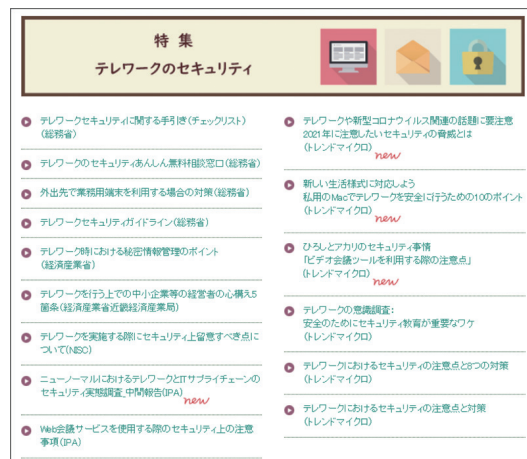 特 集
テレワークのセキュリティ
テレワークセキュリティに関する手引き(チェックリスト)
(総務省)
テレワークのセキュリティあんしん無料相談窓口(総務省)
外出先で業務用端末を利用する場合の対策(総務省)
テレワークセキュリティガイドライン(総務省)
テレワーク時における秘密情報管理のポイント
(経済産業省)
テレワークを行う上での中小企業等の経営者の心構え5
箇条(経済産業省近畿経済産業局)
テレワークを実施する際にセキュリティ上留意すべき点に
ついて(NISC)
ニューノーマルにおけるテレワークとITサプライチェーンの
セキュリティ実態調査_中間報告(IPA)
new
Web会議サービスを使用する際のセキュリティ上の注意
事項(IPA)
テレワークや新型コロナウイルス関連の話題に要注意
2021年に注意したいセキュリティの脅威とは
(トレンドマイクロ)
new
新しい生活様式に対応しよう
私用のMacでテレワークを安全に行うための10のポイント
(トレンドマイクロ)
new
ひろしとアカリのセキュリティ事情
「ビデオ会議ツールを利用する際の注意点」
(トレンドマイクロ)
new
テレワークの意識調査:
安全のためにセキュリティ教育が重要なワケ
(トレンドマイクロ)
テレワークにおけるセキュリティの注意点と8つの対策
(トレンドマイクロ)
テレワークにおけるセキュリティの注意点と対策
(トレンドマイクロ)